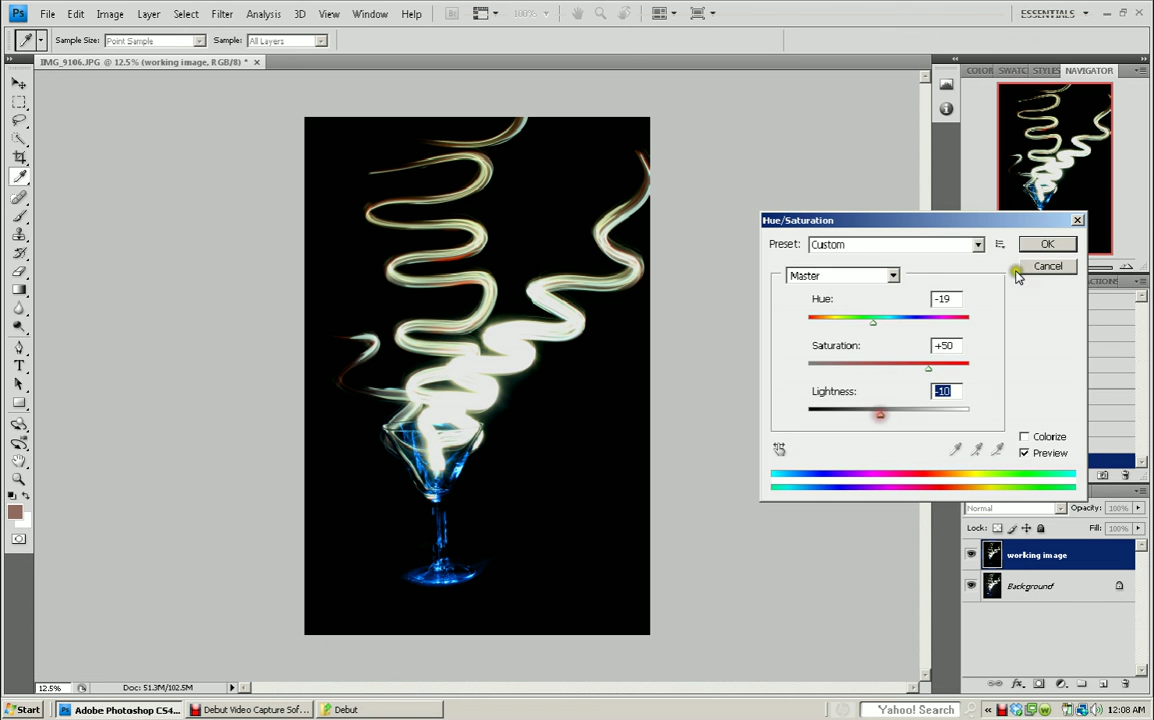 Ps File Edit Image Layer Select Filter Analysis 3D View Window Help 100% ESSENTIALS
Sample Size: Point Sample Sample: All Layers
IMG_9106.JPG @ 12.5% (working image, RGB/8) *
COLOR SWATC STYLES NAVIGATOR
Hue/Saturation
Preset: Custom OK
Cancel
Master
Hue: -19
Saturation: +50
Lightness: -10
Colorize
Preview
Normal Opacity: 100%
Lock: Fill: 100%
working image
Background
12.5% Doc: 51.3M/102.5M
Start Adobe Photoshop CS4... Debut Video Capture Sof... Debut Yahoo! Search 12:08 AM